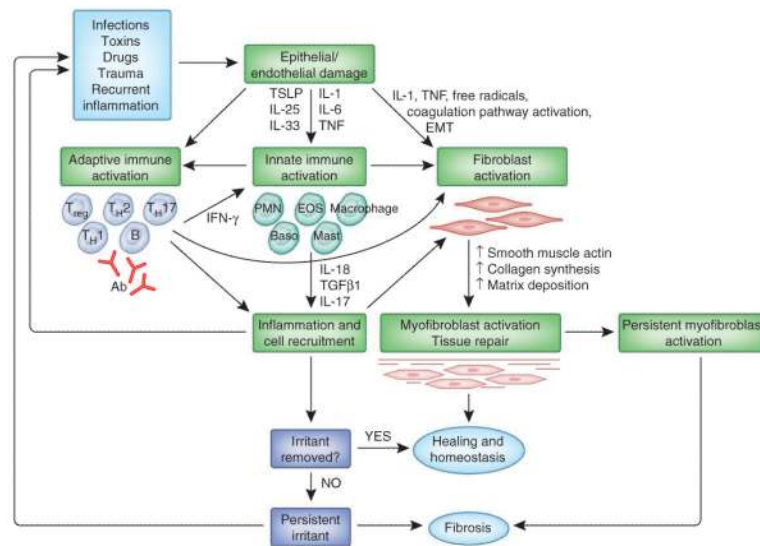 Infections
Toxins
Drugs
Trauma
Recurrent
inflammation
Epithelial/
endothelial damage
TSLP
IL-25
IL-33
IL-1
IL-6
TNF
IL-1, TNF, free radicals,
coagulation pathway activation,
EMT
Adaptive immune
activation
Innate immune
activation
Fibroblast
activation
Treg
TH2
TH17
TH1
B
Ab
IFN-γ
PMN
EOS
Macrophage
Baso
Mast
IL-18
TGFβ1
IL-17
↑ Smooth muscle actin
↑ Collagen synthesis
↑ Matrix deposition
Inflammation and
cell recruitment
Myofibroblast activation
Tissue repair
Persistent myofibroblast
activation
Irritant
removed?
YES
Healing and
homeostasis
NO
Persistent
irritant
Fibrosis